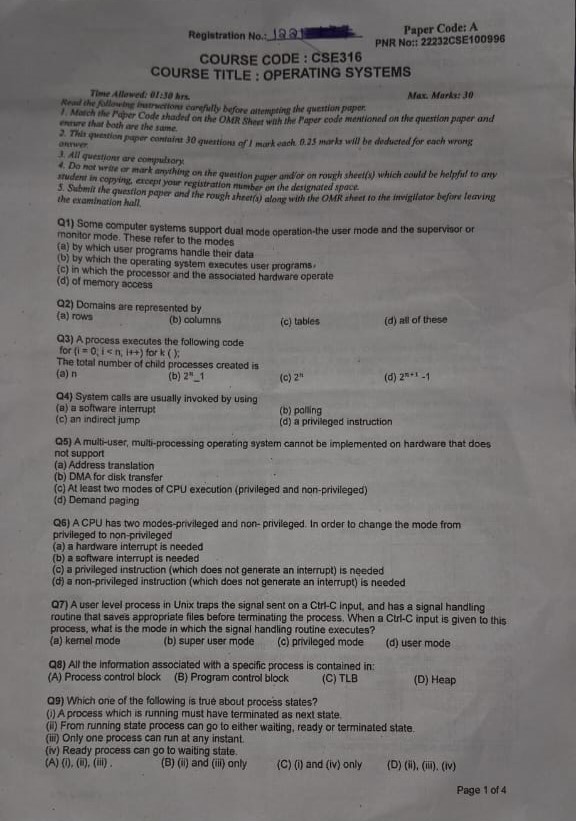 Registration No.: 1221
Paper Code: A
PNR No:: 22232CSE100996
COURSE CODE : CSE316
COURSE TITLE : OPERATING SYSTEMS
Time Allowed: 01:30 hrs.
Max. Marks: 30
Read the following instructions carefully before attempting the question paper.
1. Match the Paper Code shaded on the OMR Sheet with the Paper code mentioned on the question paper and
ensure that both are the same.
2. This question paper contains 30 questions of 1 mark each. 0.25 marks will be deducted for each wrong
answer.
3. All questions are compulsory.
4. Do not write or mark anything on the question paper and/or on rough sheet(s) which could be helpful to any
student in copying, except your registration number on the designated space.
5. Submit the question paper and the rough sheet(s) along with the OMR sheet to the invigilator before leaving
the examination hall.
Q1) Some computer systems support dual mode operation-the user mode and the supervisor or
monitor mode. These refer to the modes
(a) by which user programs handle their data
(b) by which the operating system executes user programs.
(c) in which the processor and the associated hardware operate
(d) of memory access
Q2) Domains are represented by
(a) rows (b) columns (c) tables (d) all of these
Q3) A process executes the following code
for (i = 0; i < n; i++) for k ( );
The total number of child processes created is
(a) n (b) 2ⁿ_1 (c) 2ⁿ (d) 2ⁿ⁺¹ -1
Q4) System calls are usually invoked by using
(a) a software interrupt (b) polling
(c) an indirect jump (d) a privileged instruction
Q5) A multi-user, multi-processing operating system cannot be implemented on hardware that does
not support
(a) Address translation
(b) DMA for disk transfer
(c) At least two modes of CPU execution (privileged and non-privileged)
(d) Demand paging
Q6) A CPU has two modes-privileged and non- privileged. In order to change the mode from
privileged to non-privileged
(a) a hardware interrupt is needed
(b) a software interrupt is needed
(c) a privileged instruction (which does not generate an interrupt) is needed
(d) a non-privileged instruction (which does not generate an interrupt) is needed
Q7) A user level process in Unix traps the signal sent on a Ctrl-C input, and has a signal handling
routine that saves appropriate files before terminating the process. When a Ctrl-C input is given to this
process, what is the mode in which the signal handling routine executes?
(a) kernel mode (b) super user mode (c) privileged mode (d) user mode
Q8) All the information associated with a specific process is contained in:
(A) Process control block (B) Program control block (C) TLB (D) Heap
Q9) Which one of the following is true about process states?
(i) A process which is running must have terminated as next state.
(ii) From running state process can go to either waiting, ready or terminated state.
(iii) Only one process can run at any instant.
(iv) Ready process can go to waiting state.
(A) (i), (ii), (iii) . (B) (ii) and (iii) only (C) (i) and (iv) only (D) (ii), (iii), (iv)
Page 1 of 4